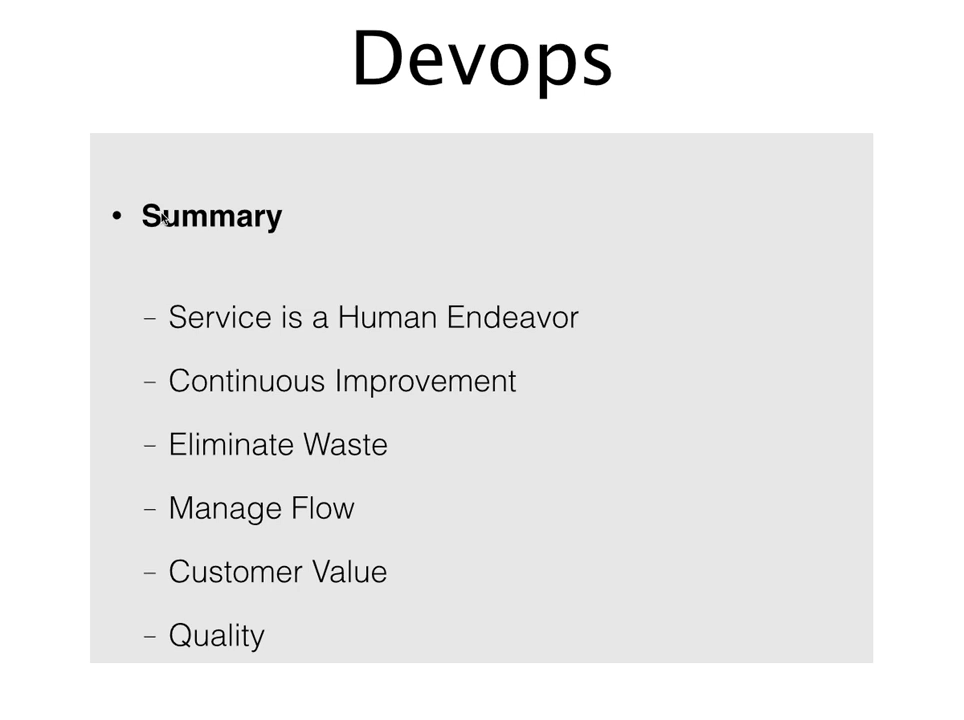 Devops
• Summary
– Service is a Human Endeavor
– Continuous Improvement
– Eliminate Waste
– Manage Flow
– Customer Value
– Quality